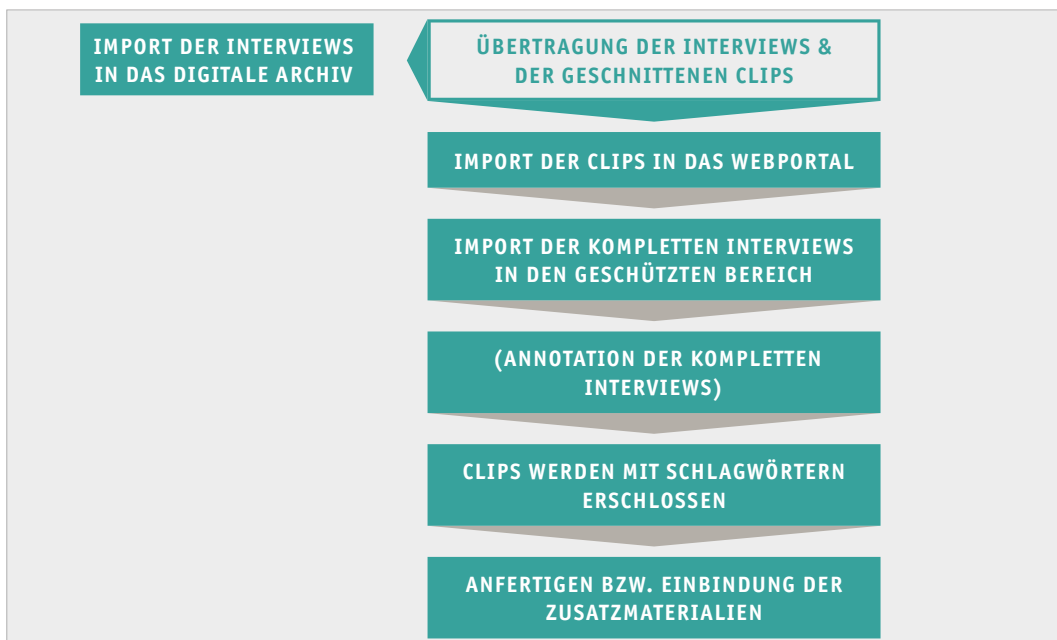 IMPORT DER INTERVIEWS
IN DAS DIGITALE ARCHIV
ÜBERTRAGUNG DER INTERVIEWS &
DER GESCHNITTENEN CLIPS
IMPORT DER CLIPS IN DAS WEBPORTAL
IMPORT DER KOMPLETTEN INTERVIEWS
IN DEN GESCHÜTZTEN BEREICH
(ANNOTATION DER KOMPLETTEN
INTERVIEWS)
CLIPS WERDEN MIT SCHLAGWÖRTERN
ERSCHLOSSEN
ANFERTIGEN BZW. EINBINDUNG DER
ZUSATZMATERIALIEN